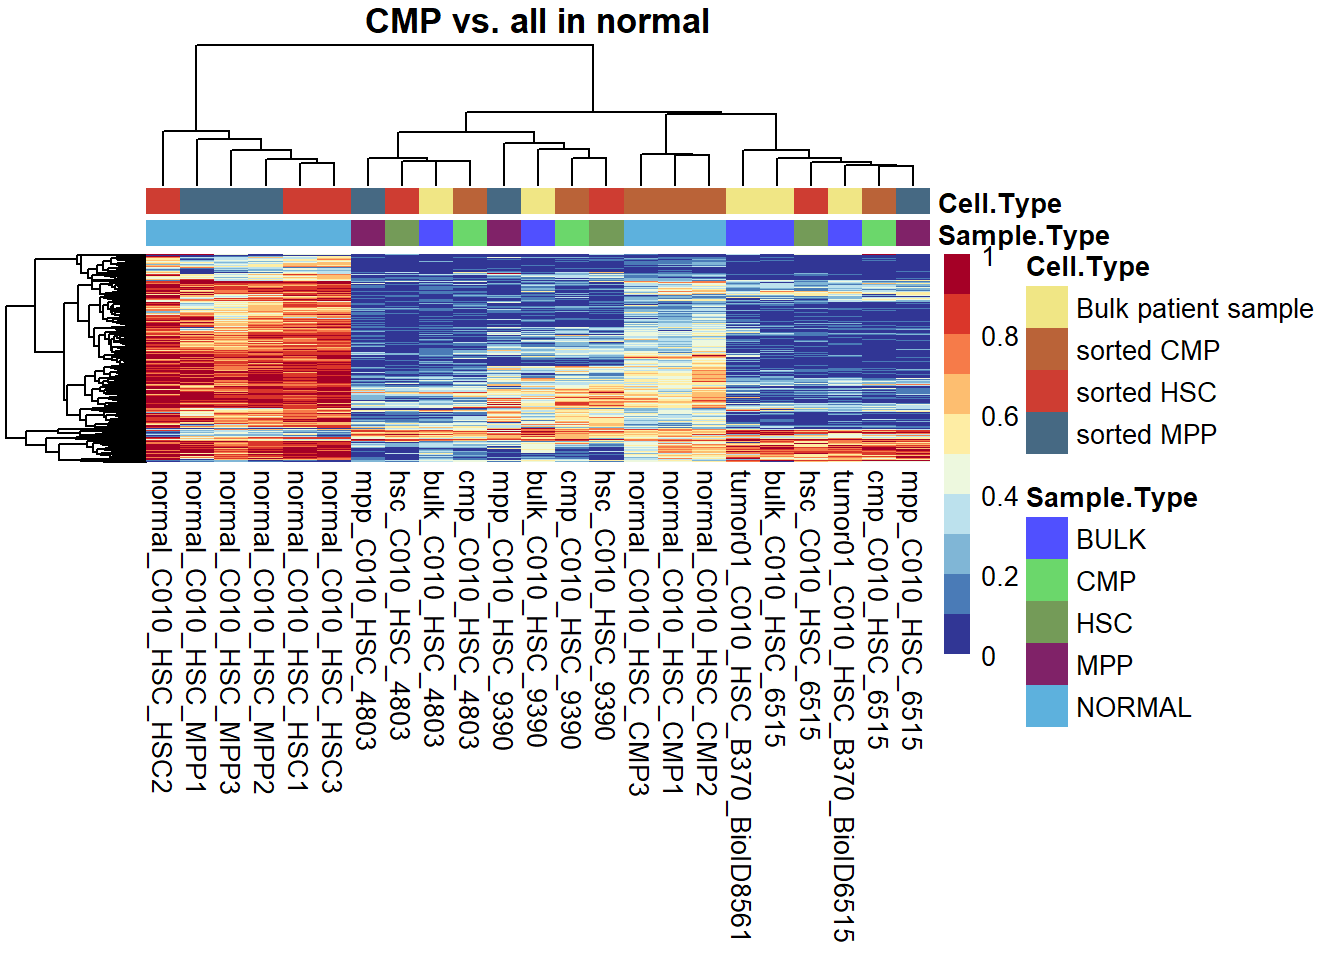 CMP vs. all in normal
Cell.Type
Sample.Type
1
0.8
0.6
0.4
0.2
0
Cell.Type
Bulk patient sample
sorted CMP
sorted HSC
sorted MPP
Sample.Type
BULK
CMP
HSC
MPP
NORMAL
normal_C010_HSC_HSC2
normal_C010_HSC_MPP1
normal_C010_HSC_MPP3
normal_C010_HSC_MPP2
normal_C010_HSC_HSC1
normal_C010_HSC_HSC3
mpp_C010_HSC_4803
hsc_C010_HSC_4803
bulk_C010_HSC_4803
cmp_C010_HSC_4803
mpp_C010_HSC_9390
bulk_C010_HSC_9390
cmp_C010_HSC_9390
hsc_C010_HSC_9390
normal_C010_HSC_CMP3
normal_C010_HSC_CMP1
normal_C010_HSC_CMP2
tumor01_C010_HSC_B370_BioID8561
bulk_C010_HSC_6515
hsc_C010_HSC_6515
tumor01_C010_HSC_B370_BioID6515
cmp_C010_HSC_6515
mpp_C010_HSC_6515